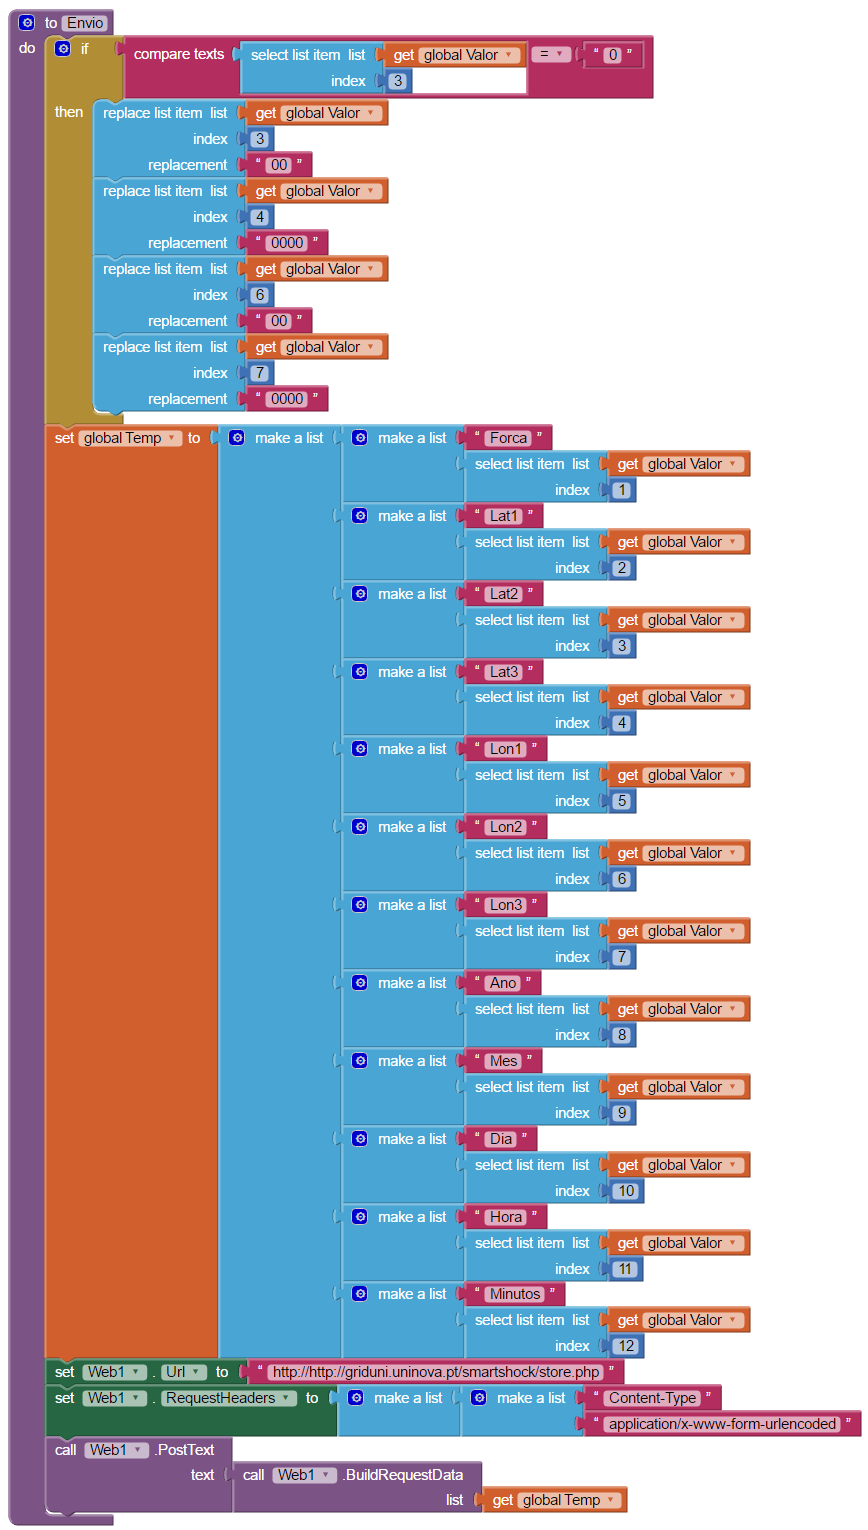 to Envio
do if compare texts select list item list get global Valor = " 0 "
index 3
then replace list item list get global Valor
index 3
replacement " 00 "
replace list item list get global Valor
index 4
replacement " 0000 "
replace list item list get global Valor
index 6
replacement " 00 "
replace list item list get global Valor
index 7
replacement " 0000 "
set global Temp to make a list make a list " Forca "
select list item list get global Valor
index 1
make a list " Lat1 "
select list item list get global Valor
index 2
make a list " Lat2 "
select list item list get global Valor
index 3
make a list " Lat3 "
select list item list get global Valor
index 4
make a list " Lon1 "
select list item list get global Valor
index 5
make a list " Lon2 "
select list item list get global Valor
index 6
make a list " Lon3 "
select list item list get global Valor
index 7
make a list " Ano "
select list item list get global Valor
index 8
make a list " Mes "
select list item list get global Valor
index 9
make a list " Dia "
select list item list get global Valor
index 10
make a list " Hora "
select list item list get global Valor
index 11
make a list " Minutos "
select list item list get global Valor
index 12
set Web1 . Url to " http://http://griduni.uninova.pt/smartshock/store.php "
set Web1 . RequestHeaders to make a list make a list " Content-Type "
" application/x-www-form-urlencoded "
call Web1 .PostText
text call Web1 .BuildRequestData
list get global Temp